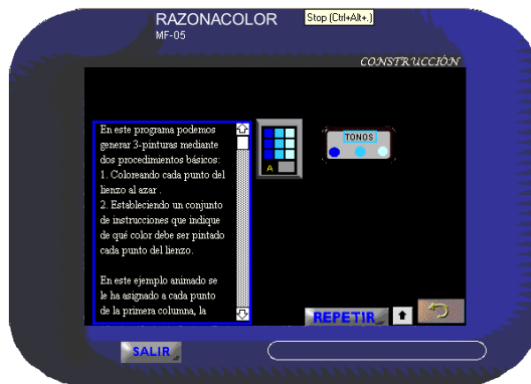 RAZONACOLOR
MF-05
Stop (Ctrl+Alt+.)
CONSTRUCCIÒN
En este programa podemos
generar 3-pinturas mediante
dos procedimientos básicos:
1. Coloreando cada punto del
lienzo al azar .
2. Estableciendo un conjunto
de instrucciones que indique
de qué color debe ser pintado
cada punto del lienzo.
En este ejemplo animado se
le ha asignado a cada punto
de la primera columna, la
A
TONOS
REPETIR
SALIR